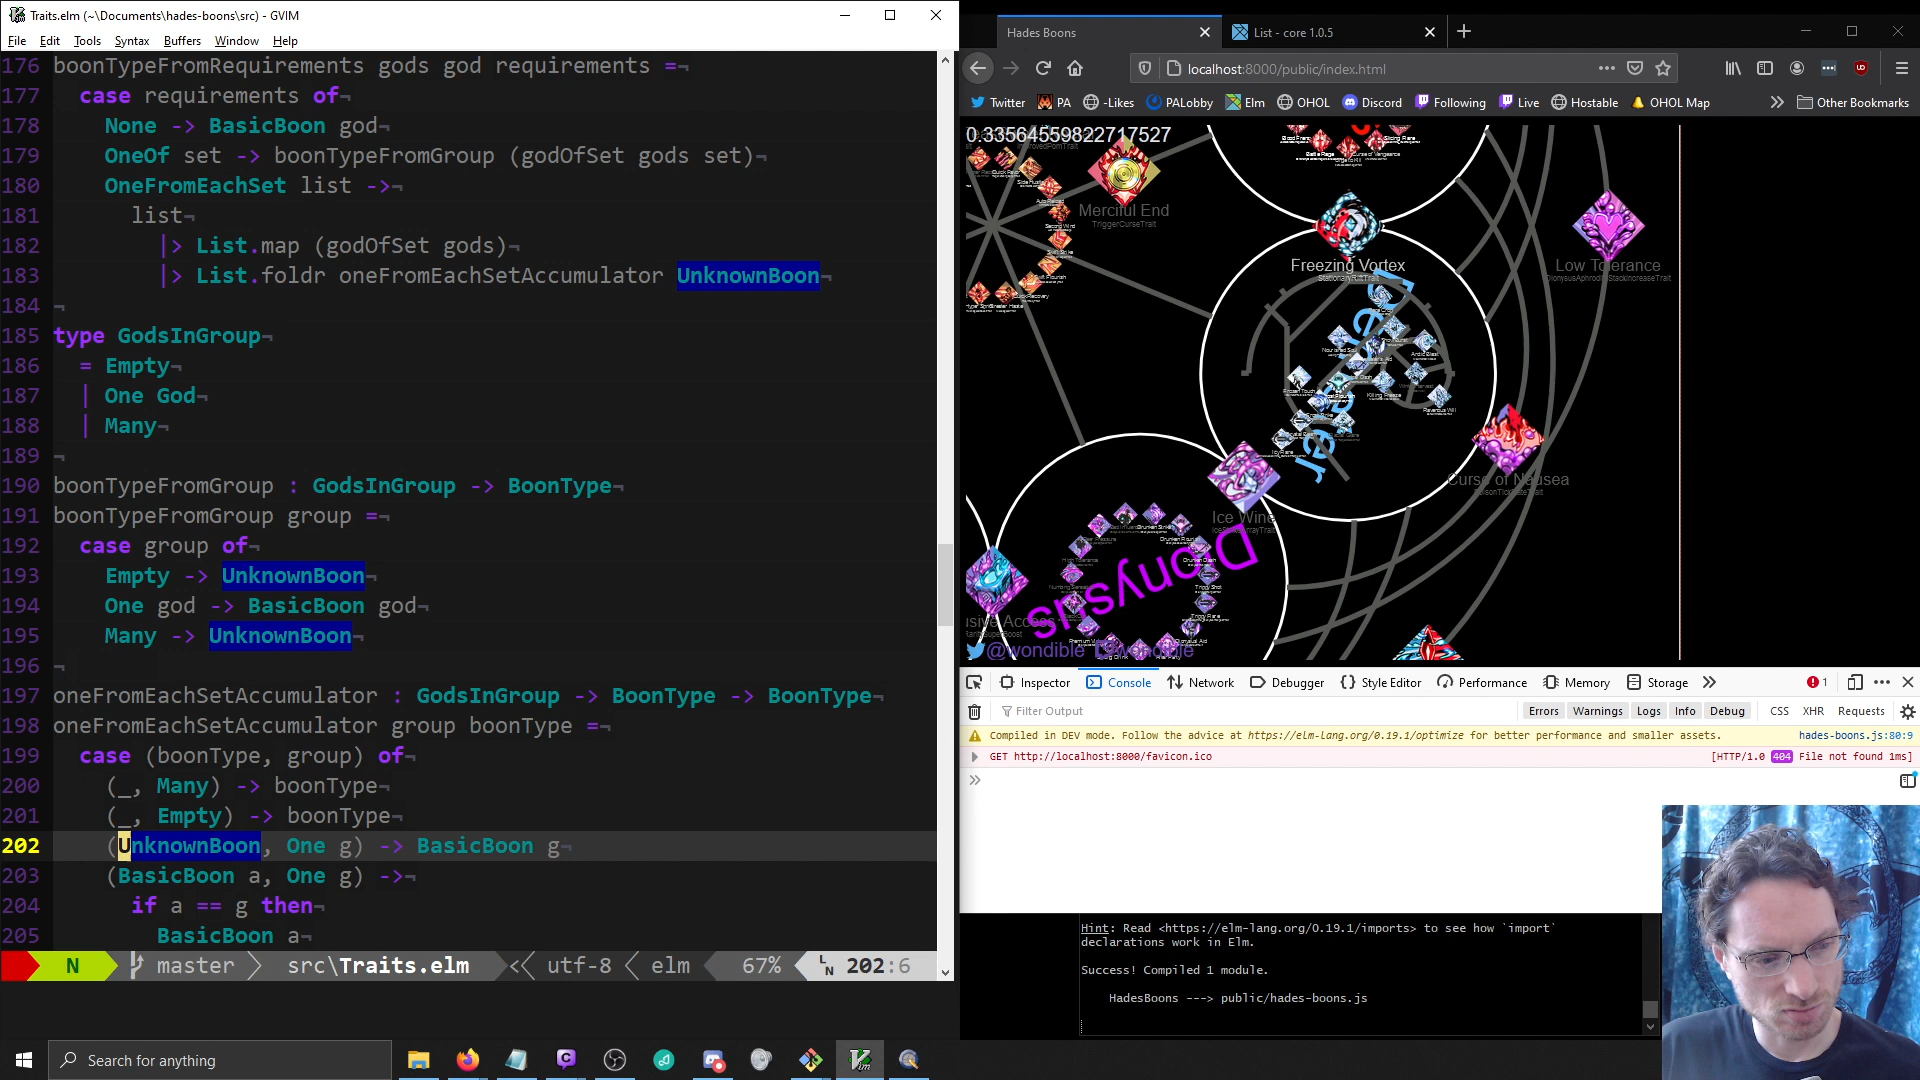 Traits.elm (~\Documents\hades-boons\src) - GVIM
File Edit Tools Syntax Buffers Window Help
176 boonTypeFromRequirements gods god requirements =¬
177   case requirements of¬
178     None -> BasicBoon god¬
179     OneOf set -> boonTypeFromGroup (godOfSet gods set)¬
180     OneFromEachSet list ->¬
181       list¬
182         |> List.map (godOfSet gods)¬
183         |> List.foldr oneFromEachSetAccumulator UnknownBoon¬
184 ¬
185 type GodsInGroup¬
186   = Empty¬
187   | One God¬
188   | Many¬
189 ¬
190 boonTypeFromGroup : GodsInGroup -> BoonType¬
191 boonTypeFromGroup group =¬
192   case group of¬
193     Empty -> UnknownBoon¬
194     One god -> BasicBoon god¬
195     Many -> UnknownBoon¬
196 ¬
197 oneFromEachSetAccumulator : GodsInGroup -> BoonType -> BoonType¬
198 oneFromEachSetAccumulator group boonType =¬
199   case (boonType, group) of¬
200     (_, Many) -> boonType¬
201     (_, Empty) -> boonType¬
202     (UnknownBoon, One g) -> BasicBoon g¬
203     (BasicBoon a, One g) ->¬
204       if a == g then¬
205         BasicBoon a¬
N master src\Traits.elm utf-8 elm 67% LN 202:6
Hades Boons
List - core 1.0.5
localhost:8000/public/index.html
Twitter PA -Likes PALobby Elm OHOL Discord Following Live Hostable OHOL Map Other Bookmarks
0.33564559822717527
Merciful End
TriggerCurseTrait
Freezing Vortex
StationaryRiftTrait
Low Tolerance
DionysusAphroditeStackIncreaseTrait
Demeter
Curse of Nausea
PoisonTickRateTrait
Ice Wine
IceStrikeArrayTrait
Dionysus
usive Access
RaritySuperBoost
@wondible
Inspector Console Network Debugger Style Editor Performance Memory Storage 1
Filter Output
Errors Warnings Logs Info Debug CSS XHR Requests
Compiled in DEV mode. Follow the advice at https://elm-lang.org/0.19.1/optimize for better performance and smaller assets. hades-boons.js:80:9
GET http://localhost:8000/favicon.ico [HTTP/1.0 404 File not found 1ms]
Hint: Read <https://elm-lang.org/0.19.1/imports> to see how `import`
declarations work in Elm.
Success! Compiled 1 module.
HadesBoons ---> public/hades-boons.js
Search for anything